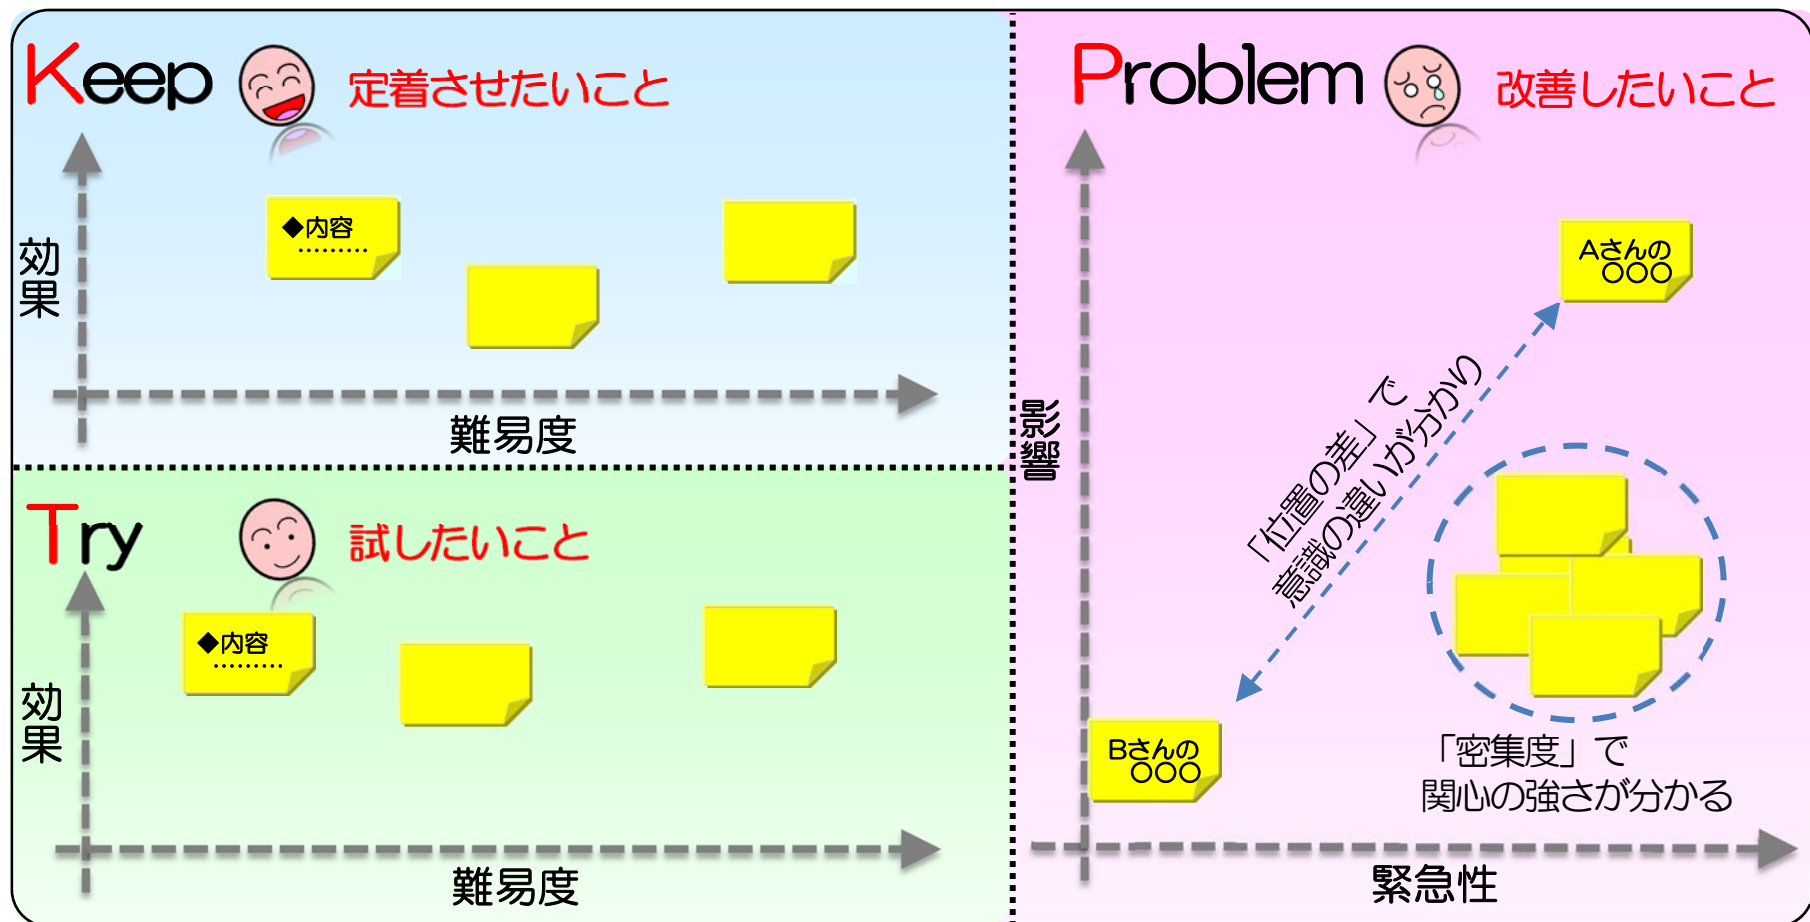 Keep
定着させたいこと
効果
◆内容
………
難易度
Try
試したいこと
効果
◆内容
………
難易度
Problem
改善したいこと
影響
Aさんの
〇〇〇
「位置の差」で
意識の違いが分かり
Bさんの
〇〇〇
「密集度」で
関心の強さが分かる
緊急性